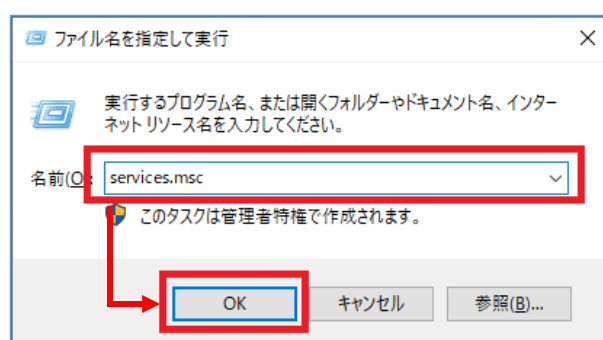 ファイル名を指定して実行
実行するプログラム名、または開くフォルダーやドキュメント名、インター
ネット リソース名を入力してください。
名前(O): services.msc
このタスクは管理者特権で作成されます。
OK キャンセル 参照(B)...